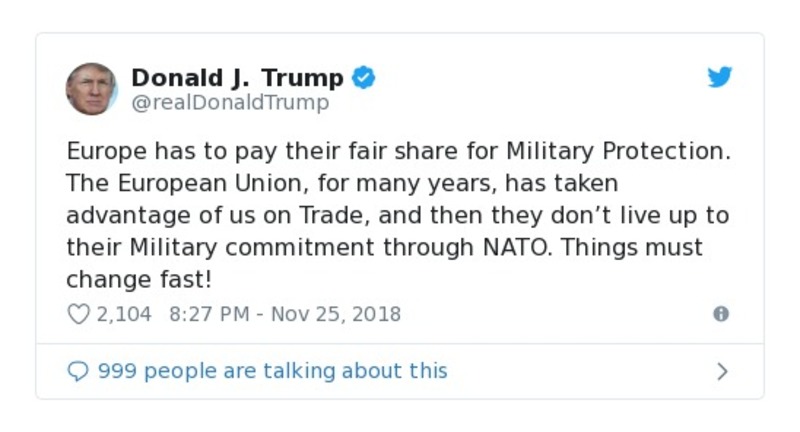 Donald J. Trump
@realDonaldTrump
Europe has to pay their fair share for Military Protection.
The European Union, for many years, has taken
advantage of us on Trade, and then they don’t live up to
their Military commitment through NATO. Things must
change fast!
2,104 8:27 PM - Nov 25, 2018
999 people are talking about this